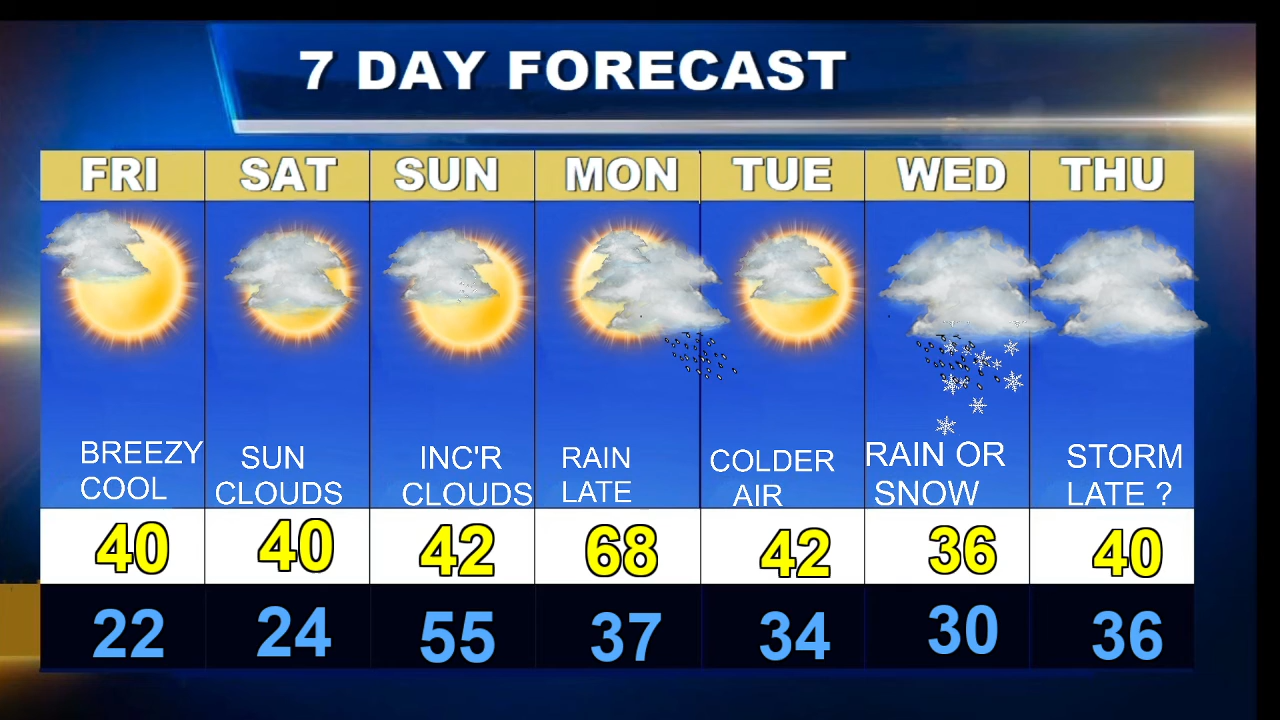 7 DAY FORECAST
FRI SAT SUN MON TUE WED THU
BREEZY
COOL
SUN
CLOUDS
INC'R
CLOUDS
RAIN
LATE
COLDER
AIR
RAIN OR
SNOW
STORM
LATE ?
40 40 42 68 42 36 40
22 24 55 37 34 30 36